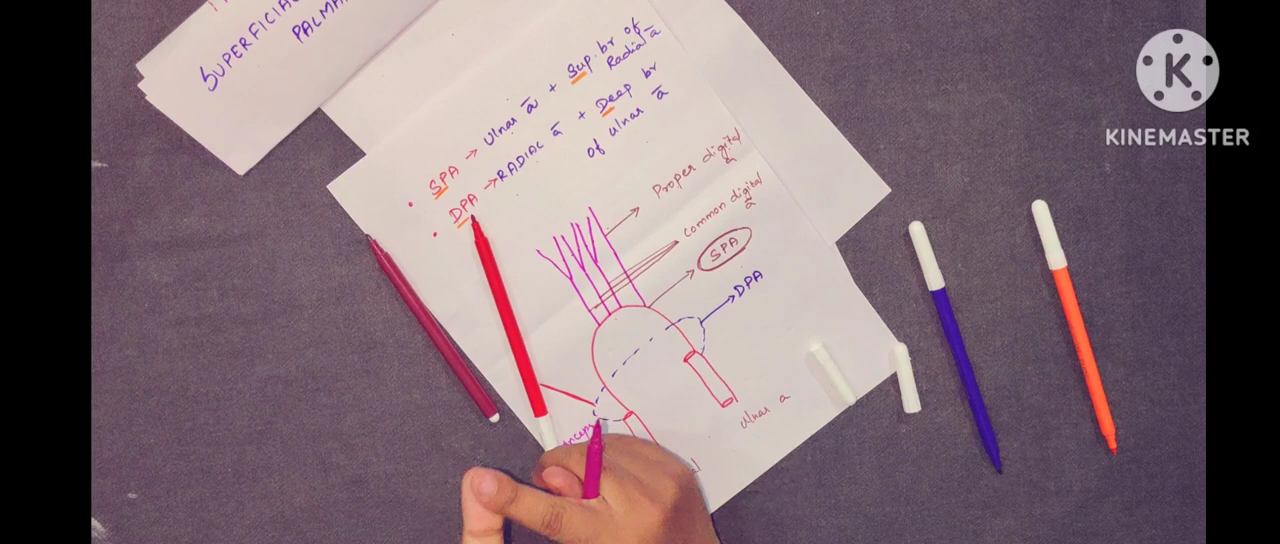 SUPERFICIAL
PALMA
• SPA → Ulnar a̅ + Sup. br of
Radial a̅
• DPA → RADIAL a̅ + Deep br
of ulnar a̅
Proper digital
a
Common digital
a̅
SPA
DPA
Ulnar a
K
KINEMASTER